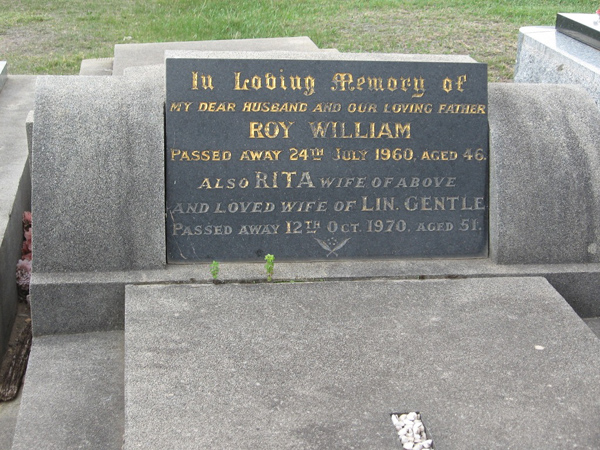 In Loving Memory of
MY DEAR HUSBAND AND OUR LOVING FATHER
ROY WILLIAM
PASSED AWAY 24TH JULY 1960, AGED 46.
ALSO RITA WIFE OF ABOVE
AND LOVED WIFE OF LIN. GENTLE
PASSED AWAY 12TH OCT. 1970, AGED 51.